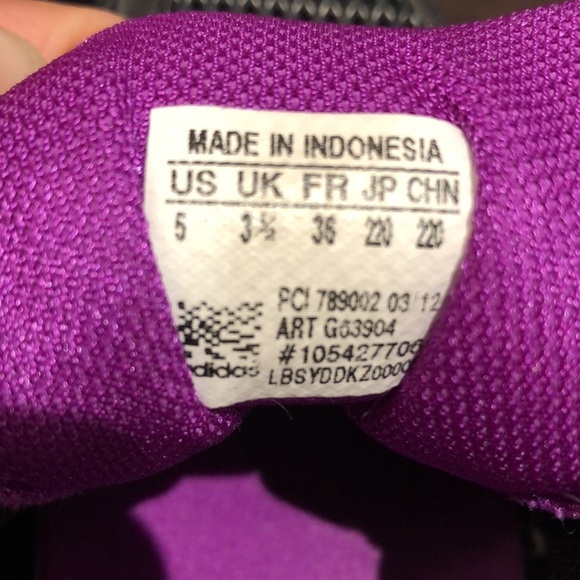 MADE IN INDONESIA
US UK FR JP CHN
5 3½ 36 220 220
PCI 789002 03/12
ART G63904
#105427706
adidas LBSYDDKZ0000